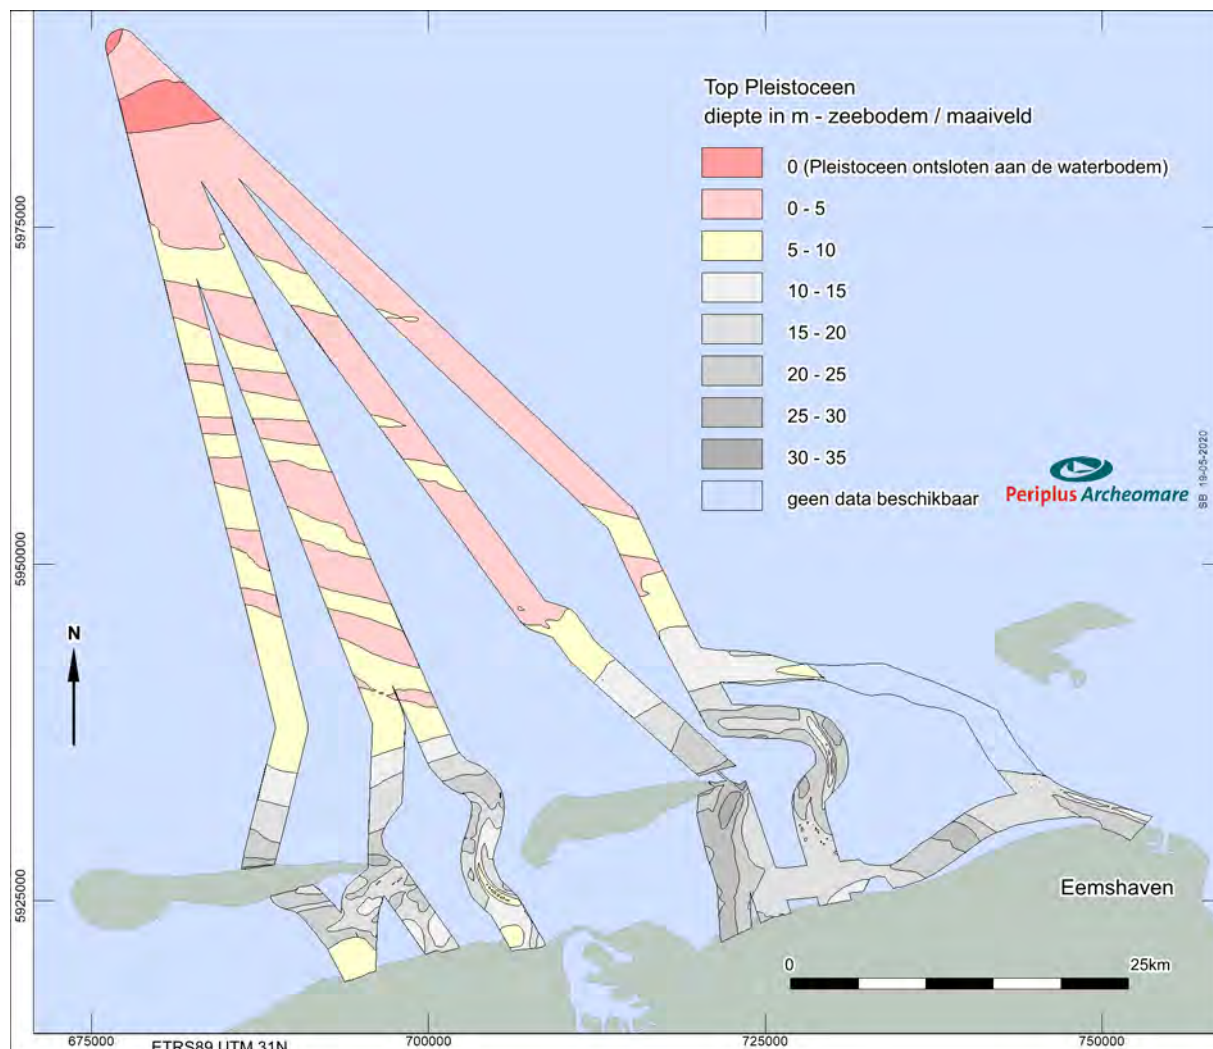 Top Pleistoceen
diepte in m - zeebodem / maaiveld
0 (Pleistoceen ontsloten aan de waterbodem)
0 - 5
5 - 10
10 - 15
15 - 20
20 - 25
25 - 30
30 - 35
geen data beschikbaar
Periplus Archeomare
SB 19-05-2020
5975000
5950000
5925000
N
Eemshaven
0
25km
675000
700000
725000
750000
ETRS89 UTM 31N